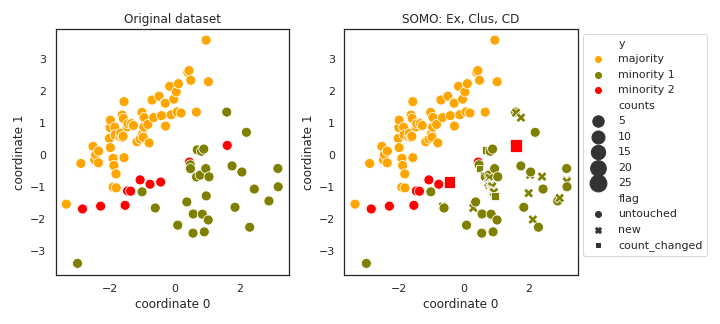 Original dataset
SOMO: Ex, Clus, CD
3
2
1
0
−1
−2
−3
coordinate 1
−2
0
2
coordinate 0
3
2
1
0
−1
−2
−3
coordinate 1
−2
0
2
coordinate 0
y
majority
minority 1
minority 2
counts
5
10
15
20
25
flag
untouched
new
count_changed